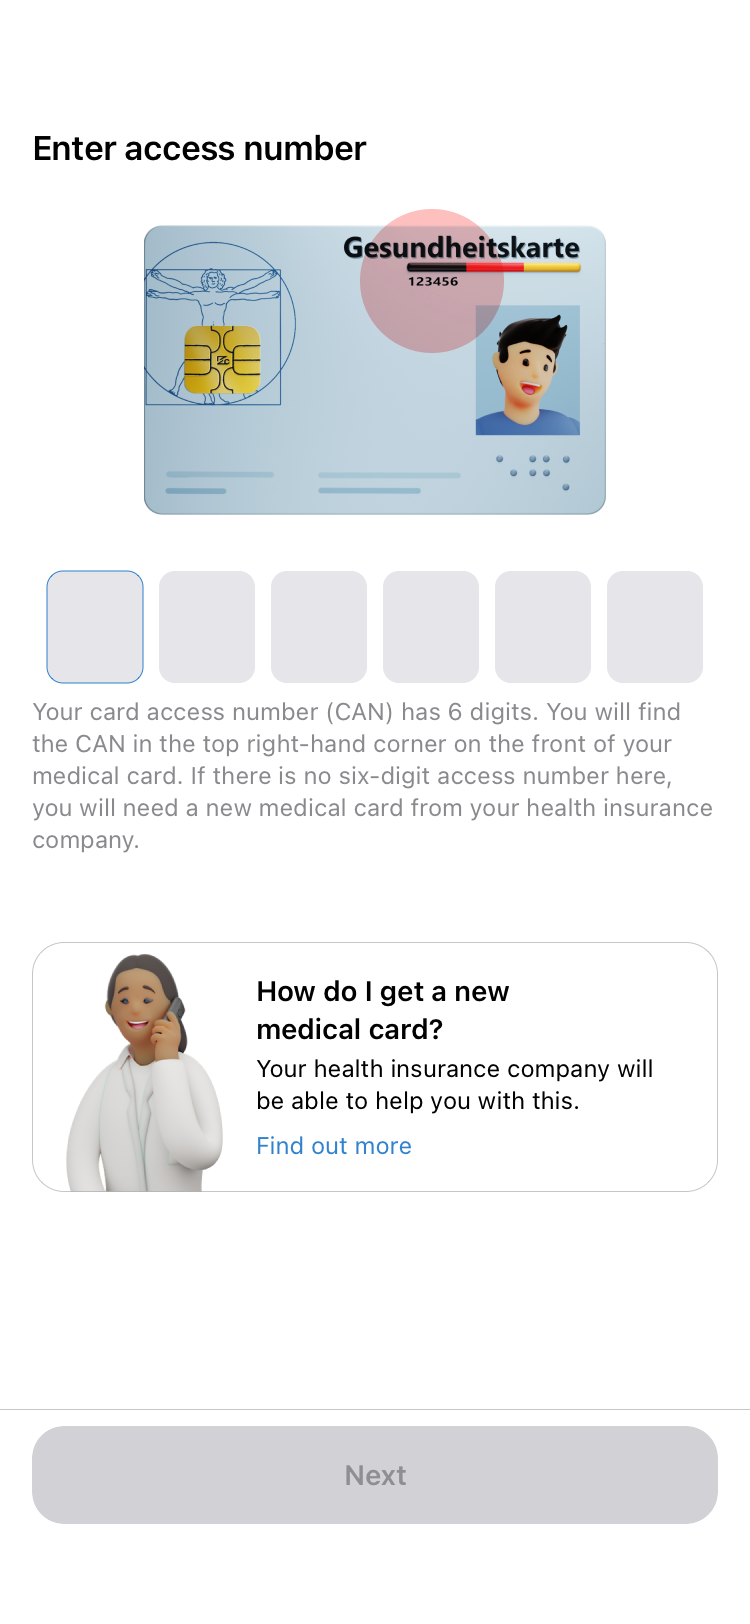 Enter access number
Gesundheitskarte
123456
Your card access number (CAN) has 6 digits. You will find
the CAN in the top right-hand corner on the front of your
medical card. If there is no six-digit access number here,
you will need a new medical card from your health insurance
company.
How do I get a new
medical card?
Your health insurance company will
be able to help you with this.
Find out more
Next